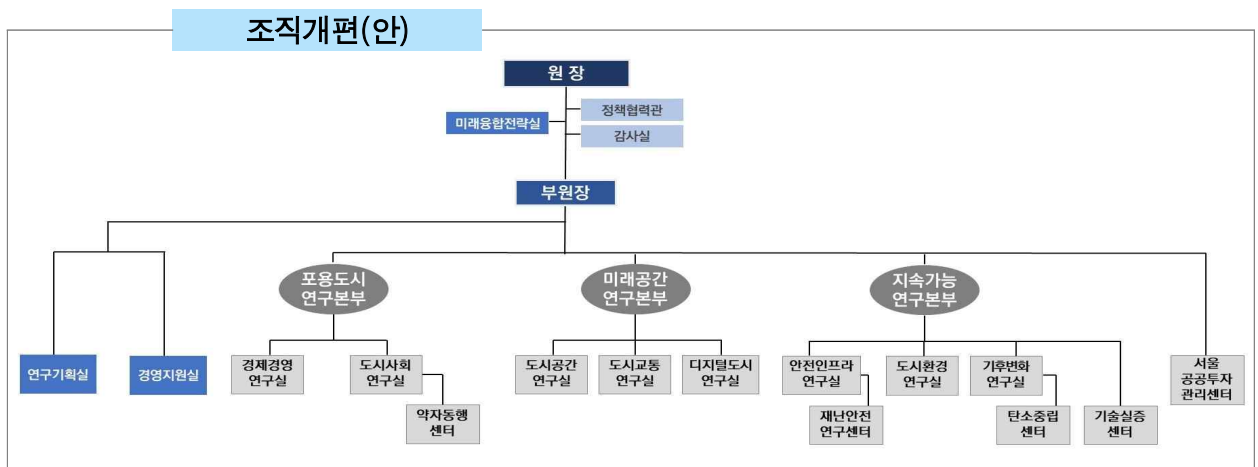 조직개편(안)
원 장
정책협력관
미래융합전략실
감사실
부원장
포용도시
연구본부
미래공간
연구본부
지속가능
연구본부
연구기획실
경영지원실
경제경영
연구실
도시사회
연구실
약자동행
센터
도시공간
연구실
도시교통
연구실
디지털도시
연구실
안전인프라
연구실
재난안전
연구센터
도시환경
연구실
기후변화
연구실
탄소중립
센터
기술실증
센터
서울
공공투자
관리센터